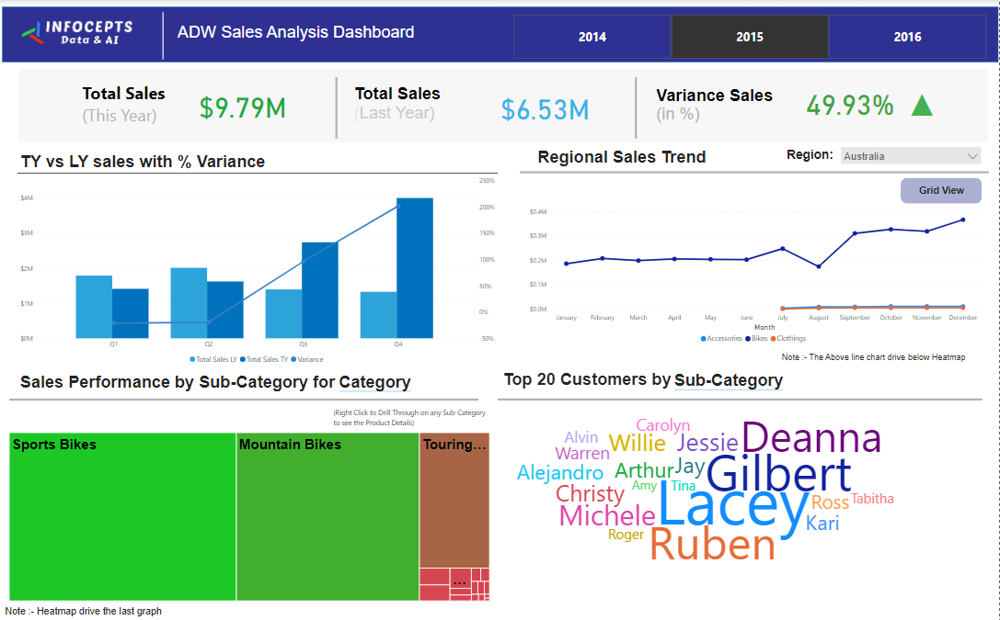 INFOCEPTS
Data & AI
ADW Sales Analysis Dashboard
2014
2015
2016
Total Sales
(This Year)
$9.79M
Total Sales
(Last Year)
$6.53M
Variance Sales
(in %)
49.93%
TY vs LY sales with % Variance
250%
$4M
200%
$3M
150%
100%
$2M
50%
$1M
0%
$0M
-50%
Q1 Q2 Q3 Q4
Total Sales LY Total Sales TY Variance
Regional Sales Trend
Region: Australia
Grid View
$0.4M
$0.3M
$0.2M
$0.1M
$0.0M
January February March April May June July August September October November December
Month
Accessories Bikes Clothings
Note :- The Above line chart drive below Heatmap
Sales Performance by Sub-Category for Category
(Right Click to Drill Through on any Sub-Category
to see the Product Details)
Sports Bikes
Mountain Bikes
Touring...
...
Note :- Heatmap drive the last graph
Top 20 Customers by Sub-Category
Carolyn
Alvin
Willie
Jessie
Deanna
Warren
Alejandro
Arthur
Jay
Gilbert
Amy
Tina
Christy
Lacey
Ross
Tabitha
Michele
Kari
Roger
Ruben